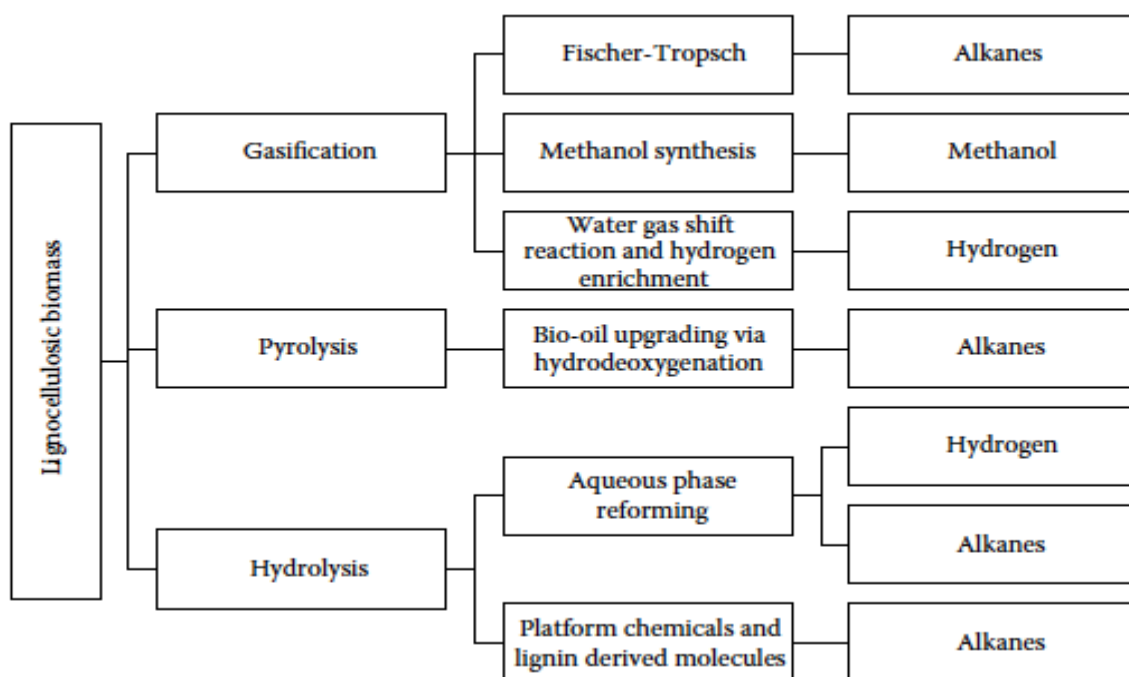 Lignocellulosic biomass
Gasification
Fischer-Tropsch
Alkanes
Methanol synthesis
Methanol
Water gas shift
reaction and hydrogen
enrichment
Hydrogen
Pyrolysis
Bio-oil upgrading via
hydrodeoxygenation
Alkanes
Hydrolysis
Aqueous phase
reforming
Hydrogen
Alkanes
Platform chemicals and
lignin derived molecules
Alkanes